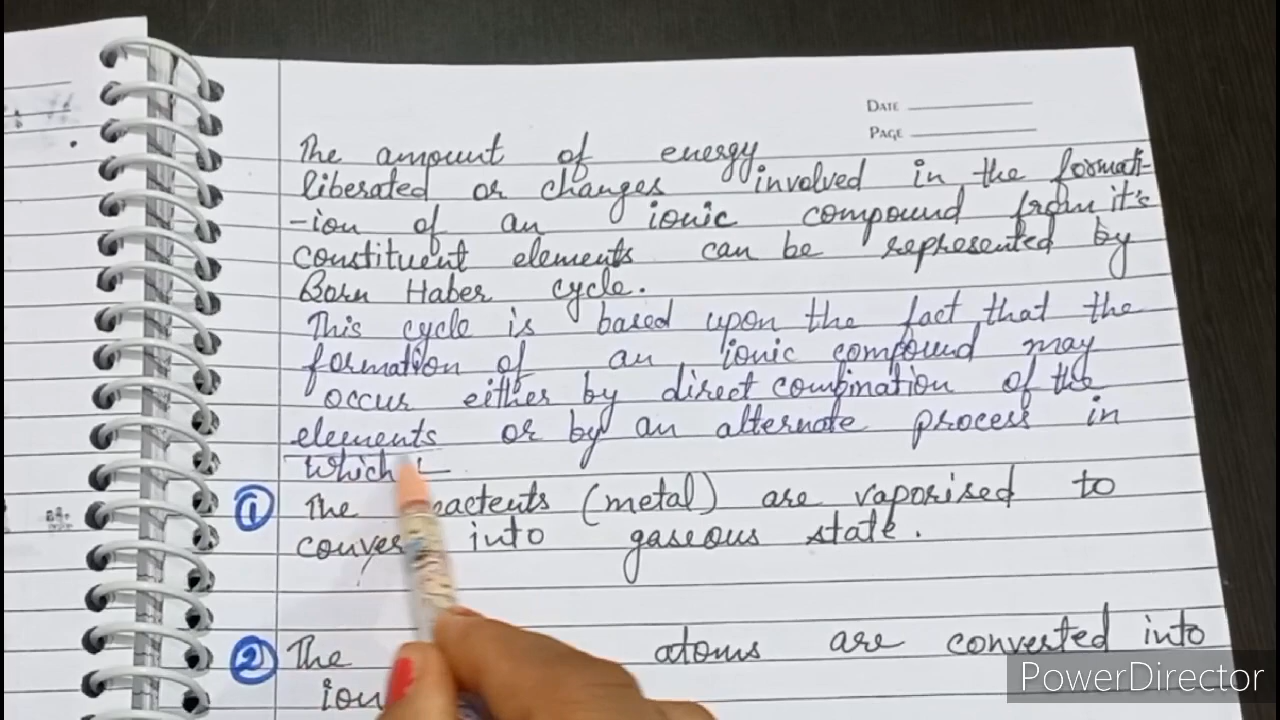 DATE
PAGE
The amount of energy
liberated or changes involved in the formati-
-ion of an ionic compound from it's
constituent elements can be represented by
Born Haber cycle.
This cycle is based upon the fact that the
formation of an ionic compound may
occur either by direct combination of the
elements or by an alternate process in
which
① The (metal) are vaporised to
into gaseous state.
② The atoms are converted into
PowerDirector